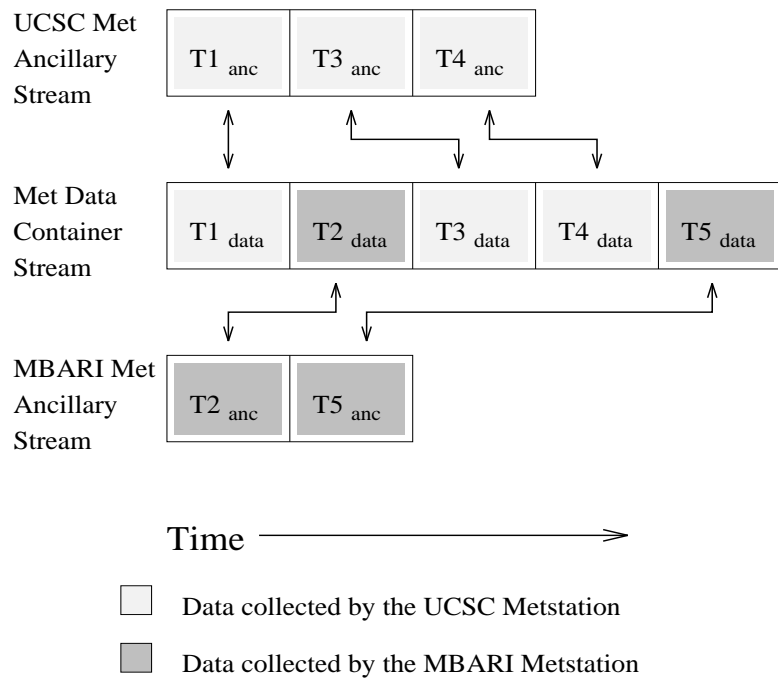 UCSC Met
Ancillary
Stream
T1 anc
T3 anc
T4 anc
Met Data
Container
Stream
T1 data
T2 data
T3 data
T4 data
T5 data
MBARI Met
Ancillary
Stream
T2 anc
T5 anc
Time
Data collected by the UCSC Metstation
Data collected by the MBARI Metstation